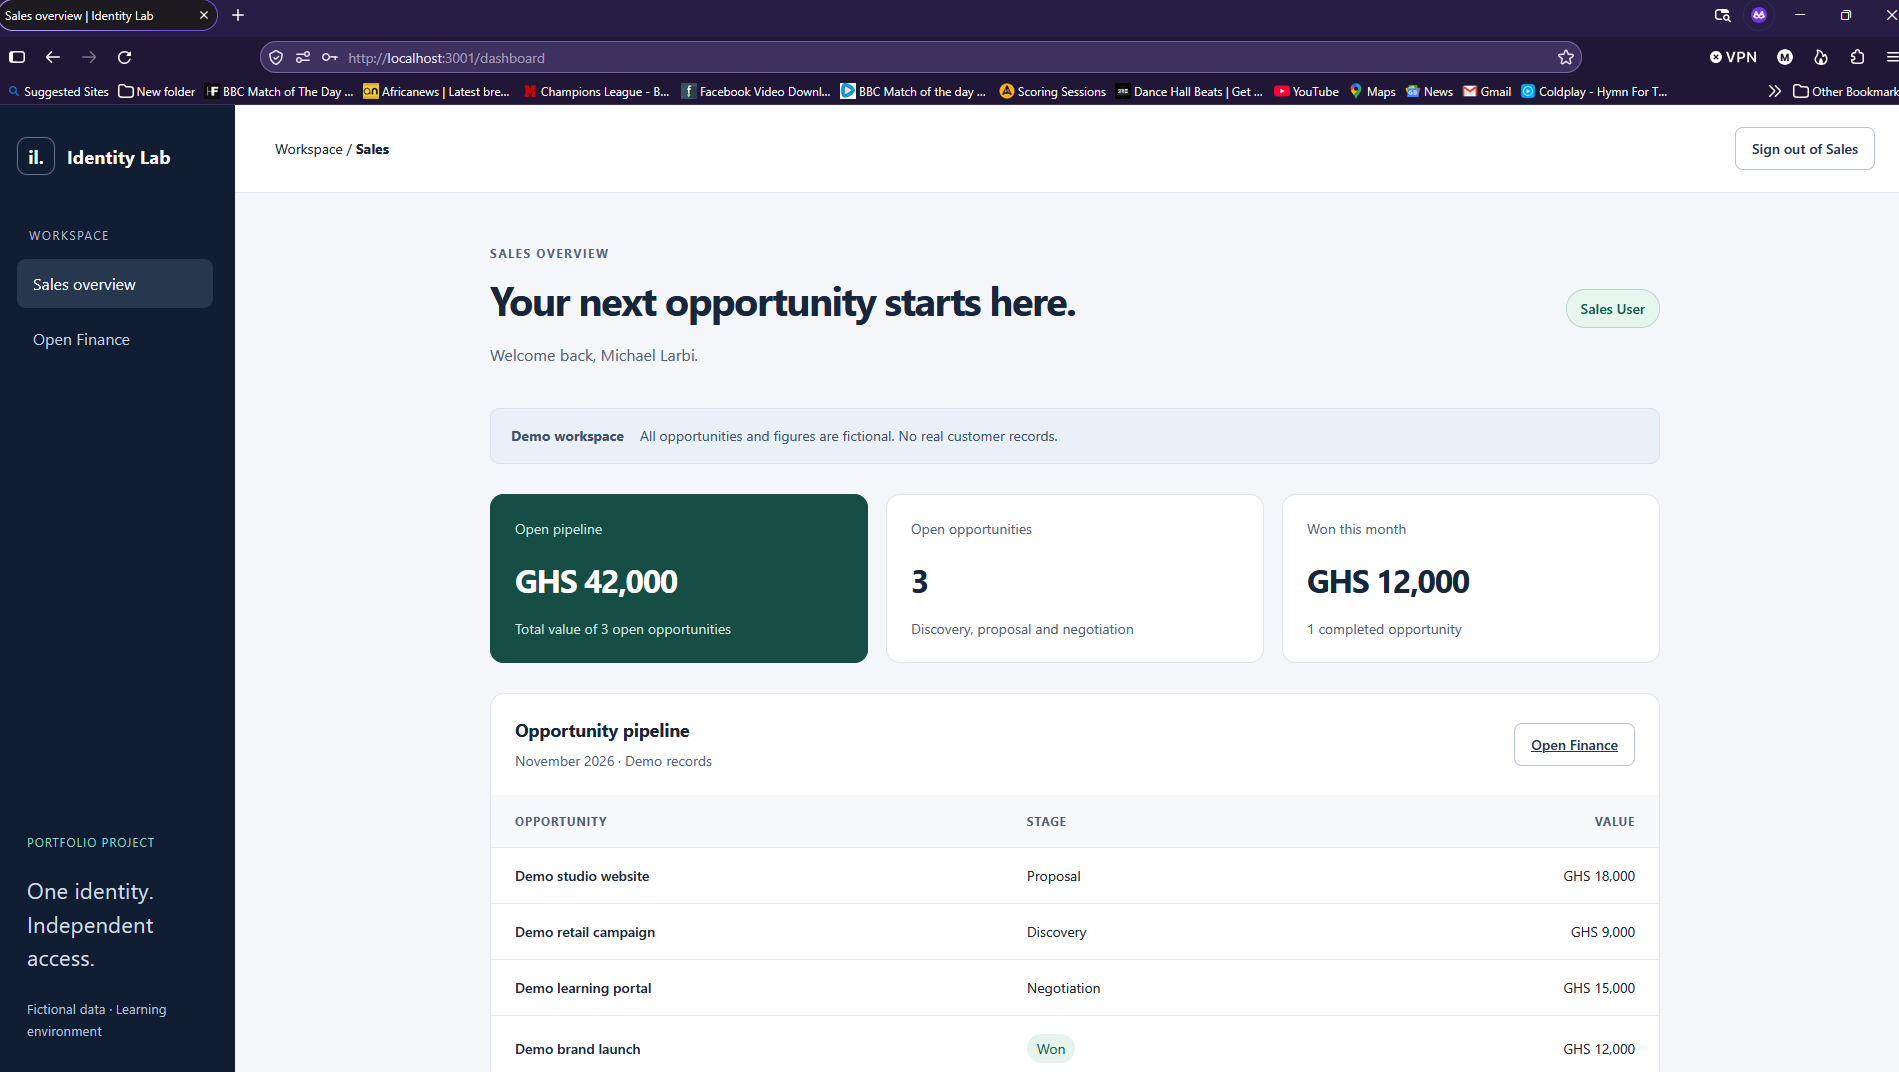 Sales overview | Identity Lab
http://localhost:3001/dashboard
VPN
M
Suggested Sites
New folder
HF BBC Match of The Day ...
an Africanews | Latest bre...
Champions League - B...
f Facebook Video Downl...
BBC Match of the day ...
Scoring Sessions
Dance Hall Beats | Get ...
YouTube
Maps
News
Gmail
Coldplay - Hymn For T...
Other Bookmark
il. Identity Lab
WORKSPACE
Sales overview
Open Finance
PORTFOLIO PROJECT
One identity.
Independent
access.
Fictional data · Learning
environment
Workspace / Sales
Sign out of Sales
SALES OVERVIEW
Your next opportunity starts here.
Sales User
Welcome back, Michael Larbi.
Demo workspace All opportunities and figures are fictional. No real customer records.
Open pipeline
GHS 42,000
Total value of 3 open opportunities
Open opportunities
3
Discovery, proposal and negotiation
Won this month
GHS 12,000
1 completed opportunity
Opportunity pipeline
November 2026 · Demo records
Open Finance
OPPORTUNITY STAGE VALUE
Demo studio website Proposal GHS 18,000
Demo retail campaign Discovery GHS 9,000
Demo learning portal Negotiation GHS 15,000
Demo brand launch Won GHS 12,000